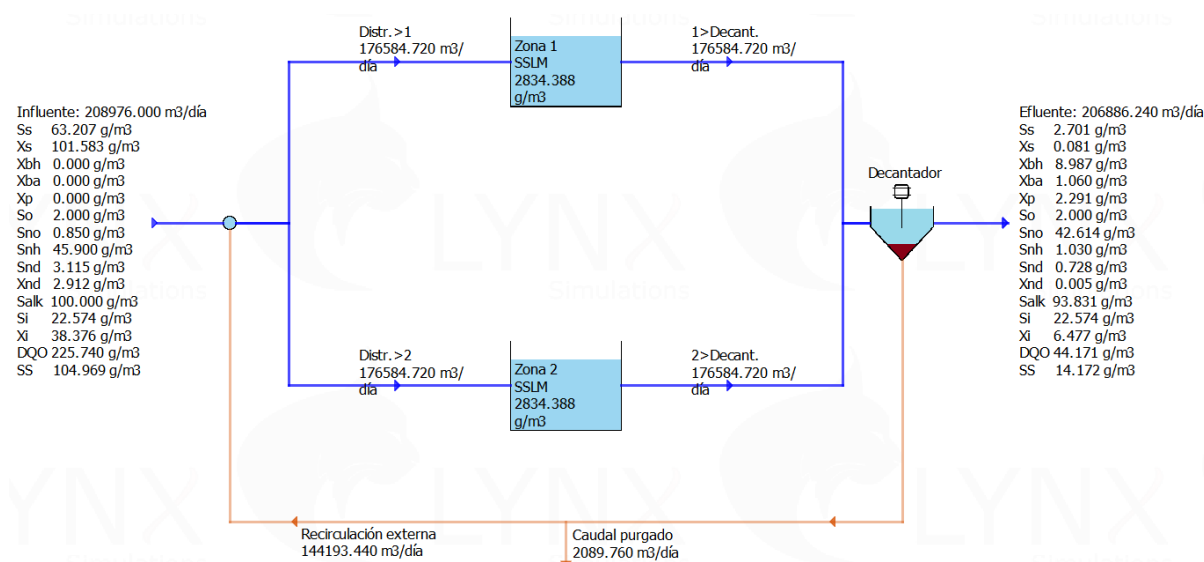 Distr.>1
176584.720 m3/
día
Zona 1
SSLM
2834.388
g/m3
1>Decant.
176584.720 m3/
día
Influente: 208976.000 m3/día
Ss 63.207 g/m3
Xs 101.583 g/m3
Xbh 0.000 g/m3
Xba 0.000 g/m3
Xp 0.000 g/m3
So 2.000 g/m3
Sno 0.850 g/m3
Snh 45.900 g/m3
Snd 3.115 g/m3
Xnd 2.912 g/m3
Salk 100.000 g/m3
Si 22.574 g/m3
Xi 38.376 g/m3
DQO 225.740 g/m3
SS 104.969 g/m3
Decantador
Efluente: 206886.240 m3/día
Ss 2.701 g/m3
Xs 0.081 g/m3
Xbh 8.987 g/m3
Xba 1.060 g/m3
Xp 2.291 g/m3
So 2.000 g/m3
Sno 42.614 g/m3
Snh 1.030 g/m3
Snd 0.728 g/m3
Xnd 0.005 g/m3
Salk 93.831 g/m3
Si 22.574 g/m3
Xi 6.477 g/m3
DQO 44.171 g/m3
SS 14.172 g/m3
Distr.>2
176584.720 m3/
día
Zona 2
SSLM
2834.388
g/m3
2>Decant.
176584.720 m3/
día
Recirculación externa
144193.440 m3/día
Caudal purgado
2089.760 m3/día
LYNX
Simulations